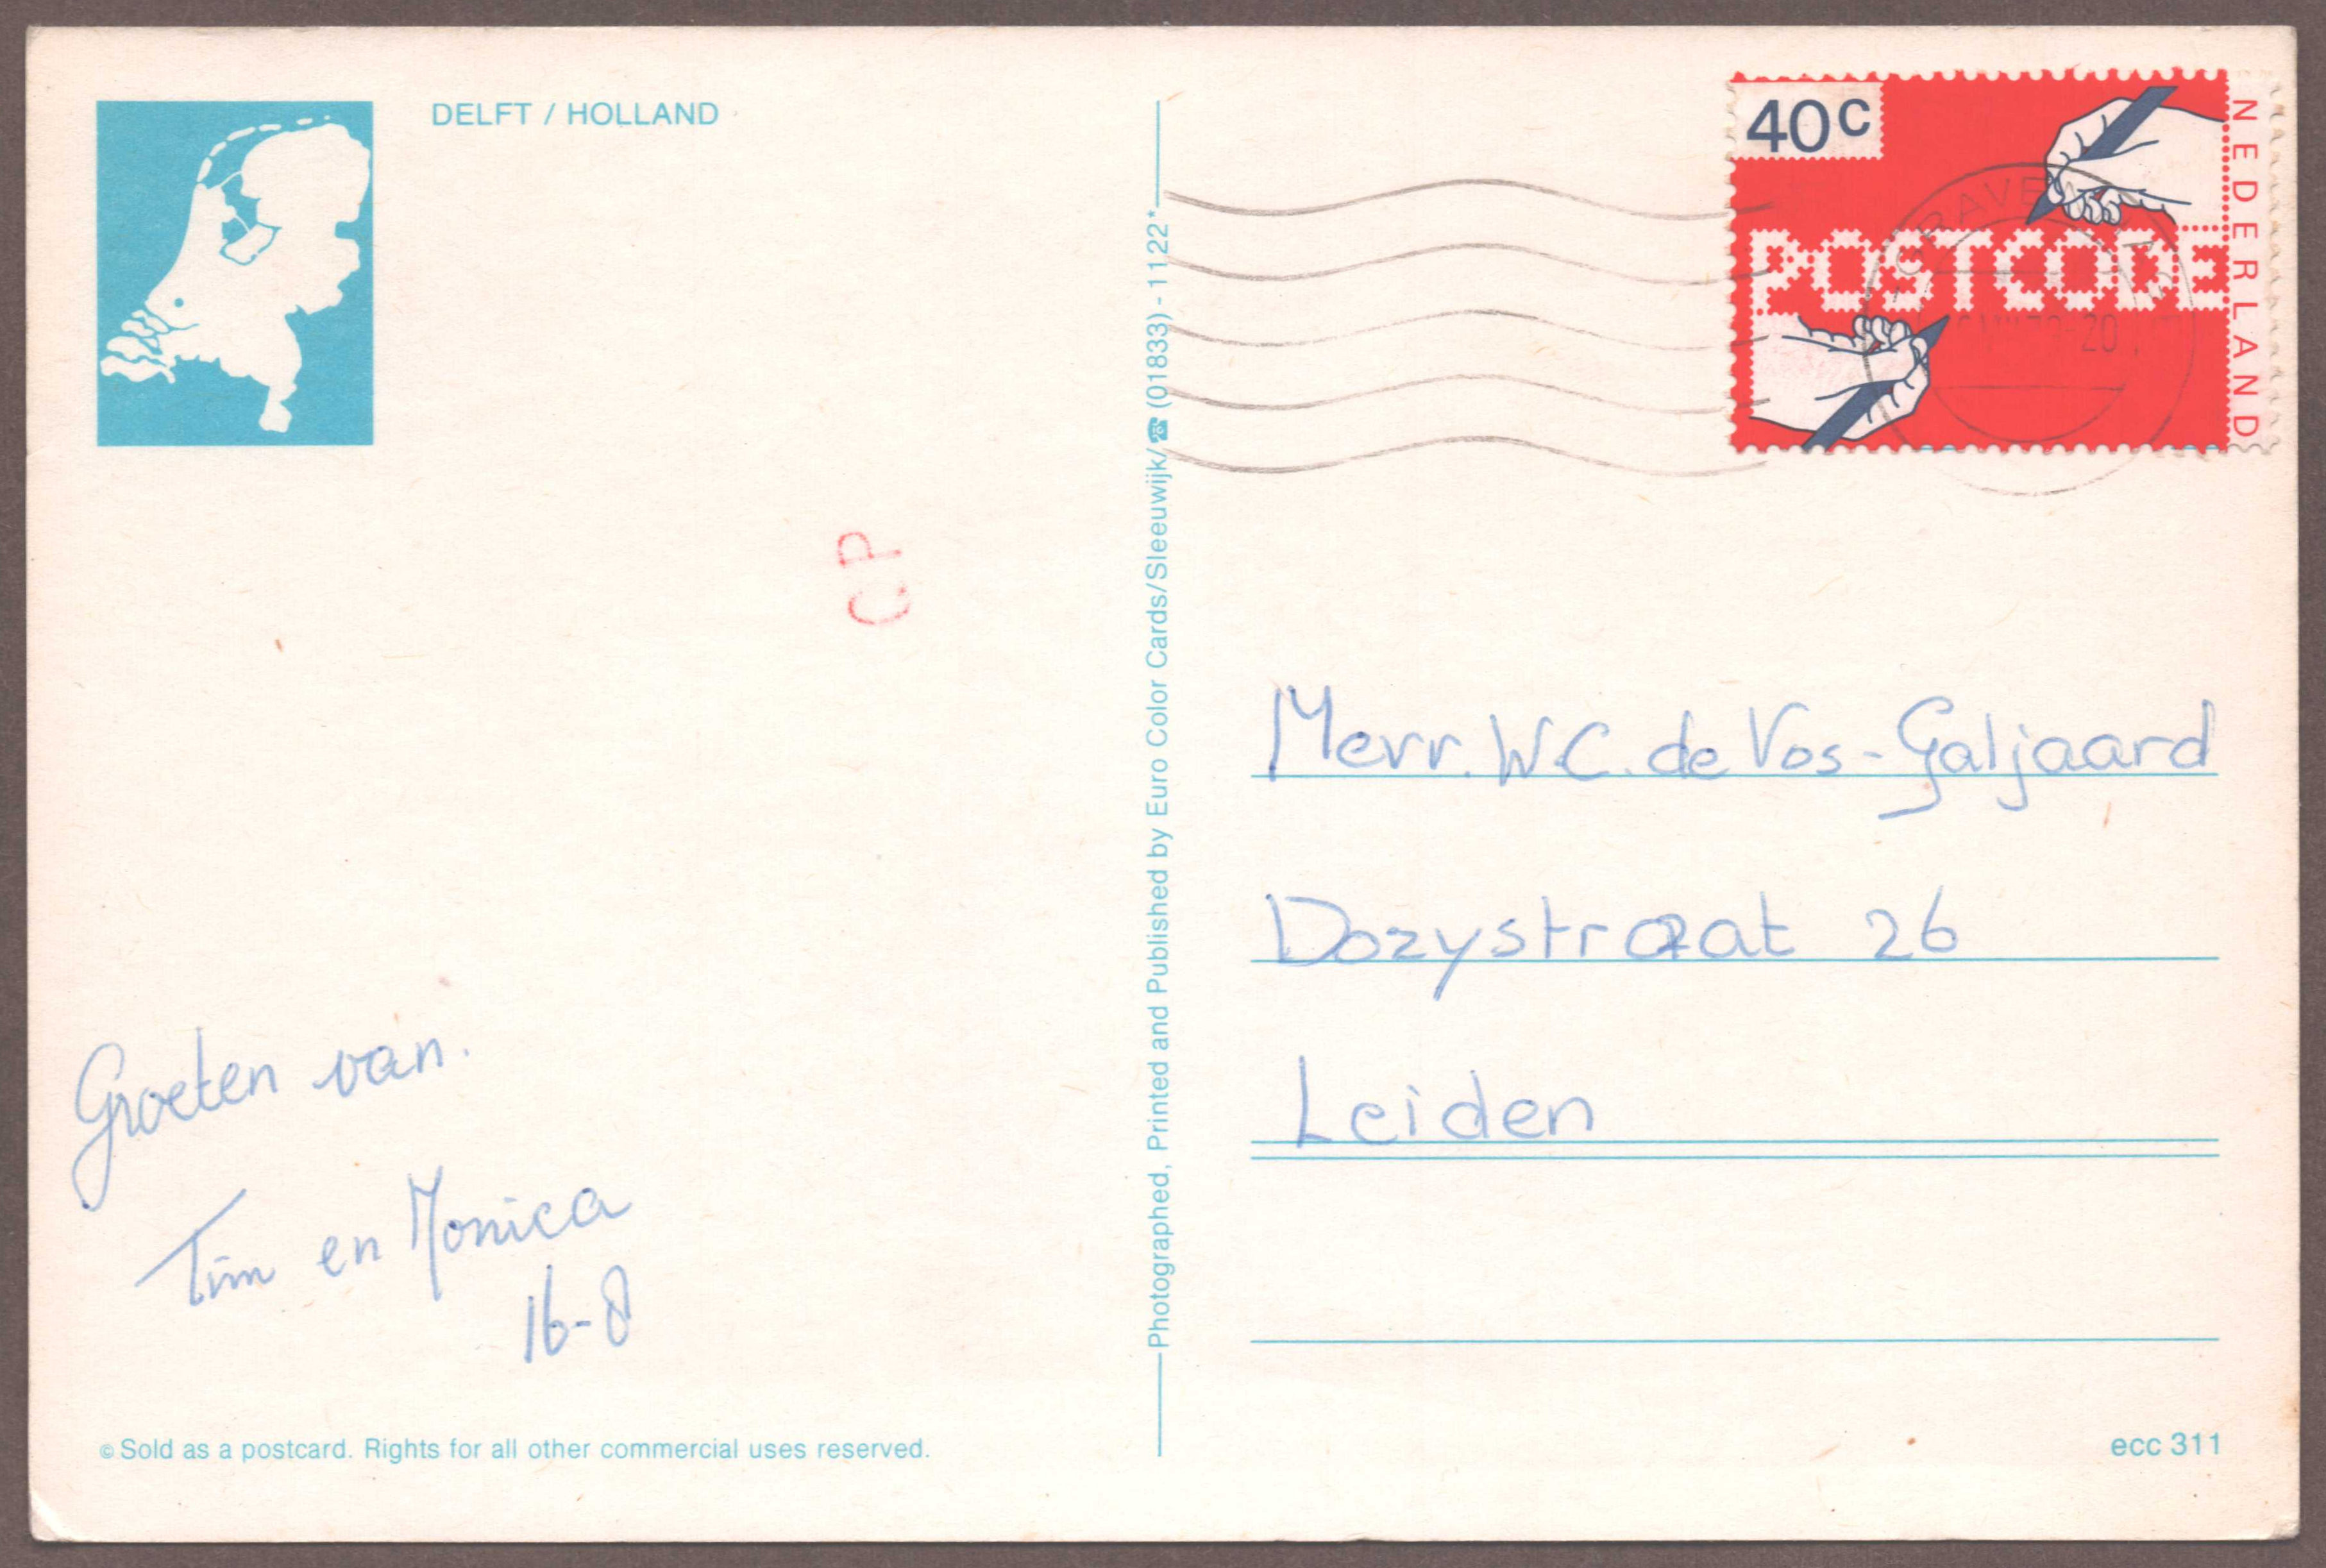 DELFT / HOLLAND
40c
NEDERLAND
POSTCODE
CP
Photographed, Printed and Published by Euro Color Cards/Sleeuwijk/☎ (01833) - 1122*
Mevr. W.C. de Vos-Galjaard
Dozystraat 26
Leiden
Groeten van.
Tim en Monica
16-8
© Sold as a postcard. Rights for all other commercial uses reserved.
ecc 311